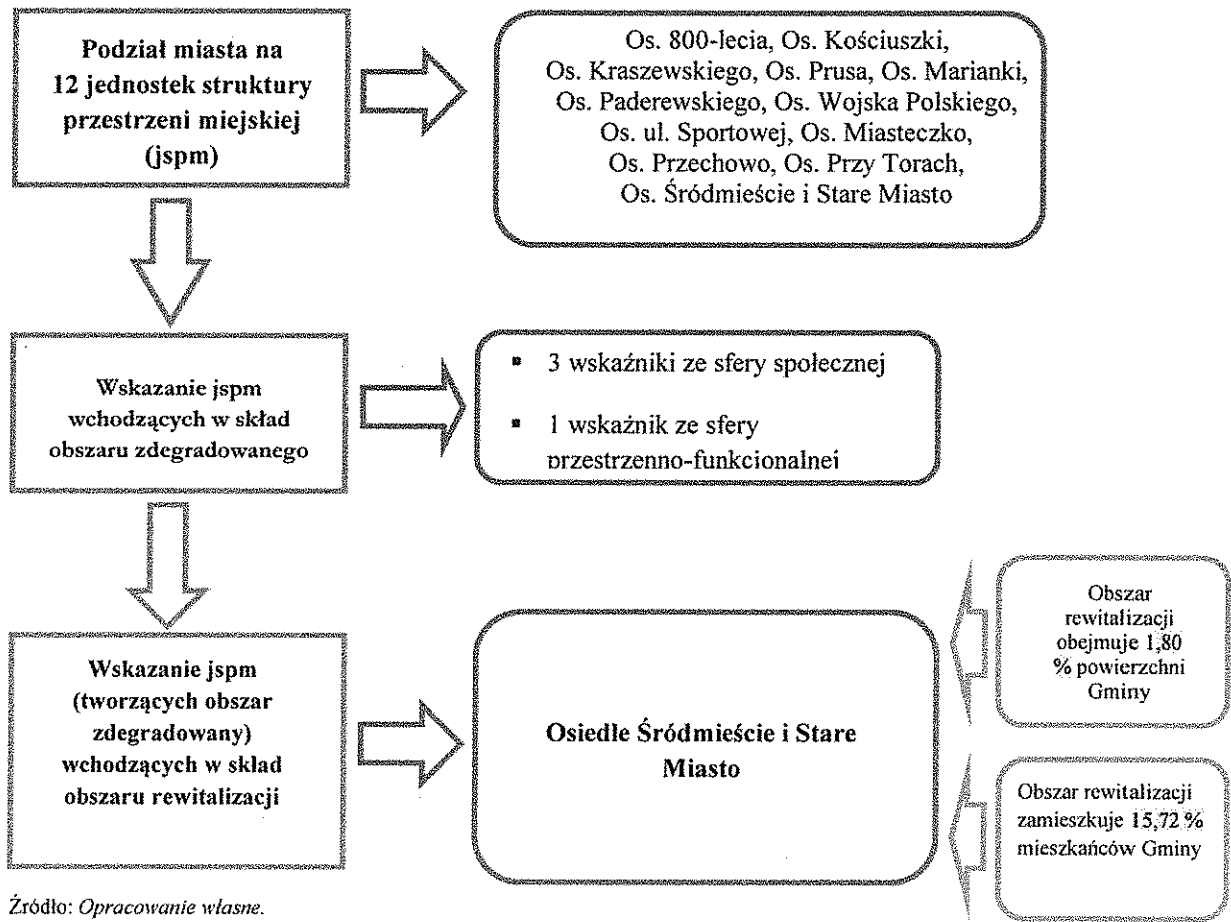 Podział miasta na
12 jednostek struktury
przestrzeni miejskiej
(jspm)
Os. 800-lecia, Os. Kościuszki,
Os. Kraszewskiego, Os. Prusa, Os. Marianki,
Os. Paderewskiego, Os. Wojska Polskiego,
Os. ul. Sportowej, Os. Miasteczko,
Os. Przechowo, Os. Przy Torach,
Os. Śródmieście i Stare Miasto
Wskazanie jspm
wchodzących w skład
obszaru zdegradowanego
▪ 3 wskaźniki ze sfery społecznej
▪ 1 wskaźnik ze sfery
przestrzenno-funkcjonalnej
Wskazanie jspm
(tworzących obszar
zdegradowany)
wchodzących w skład
obszaru rewitalizacji
Osiedle Śródmieście i Stare
Miasto
Obszar
rewitalizacji
obejmuje 1,80
% powierzchni
Gminy
Obszar rewitalizacji
zamieszkuje 15,72 %
mieszkańców Gminy
Źródło: Opracowanie własne.